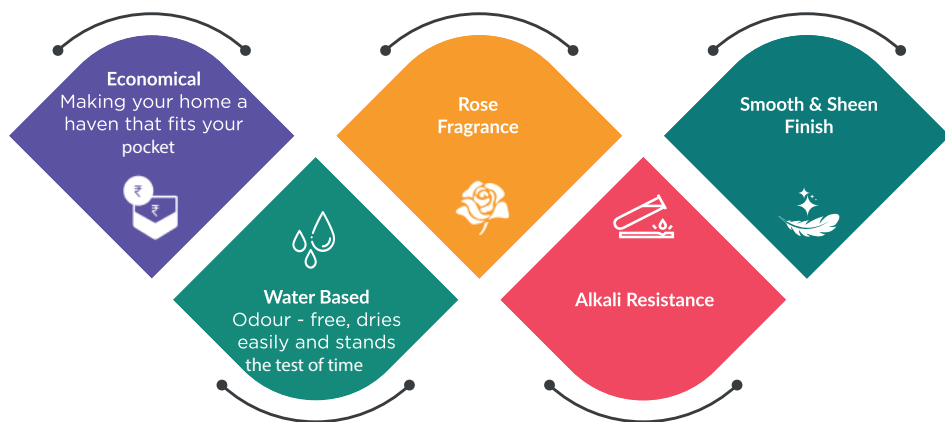 Economical
Making your home a
haven that fits your
pocket
₹
₹
Water Based
Odour - free, dries
easily and stands
the test of time
Rose
Fragrance
Alkali Resistance
Smooth & Sheen
Finish